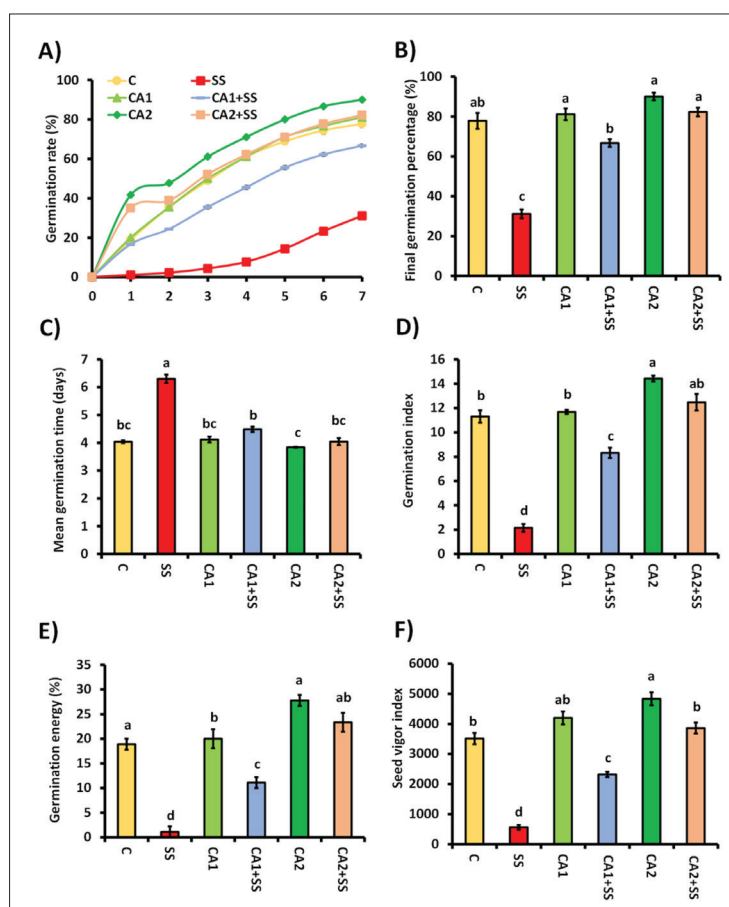 A)
C
SS
CA1
CA1+SS
CA2
CA2+SS
Germination rate (%)
100
80
60
40
20
0
0 1 2 3 4 5 6 7
B)
Final germination percentage (%)
100
80
60
40
20
0
ab
c
a
b
a
a
C
SS
CA1
CA1+SS
CA2
CA2+SS
C)
Mean germination time (days)
7
6
5
4
3
2
1
0
bc
a
bc
b
c
bc
C
SS
CA1
CA1+SS
CA2
CA2+SS
D)
Germination index
16
14
12
10
8
6
4
2
0
b
d
b
c
a
ab
C
SS
CA1
CA1+SS
CA2
CA2+SS
E)
Germination energy (%)
35
30
25
20
15
10
5
0
a
d
b
c
a
ab
C
SS
CA1
CA1+SS
CA2
CA2+SS
F)
Seed vigor index
6000
5000
4000
3000
2000
1000
0
b
d
ab
c
a
b
C
SS
CA1
CA1+SS
CA2
CA2+SS